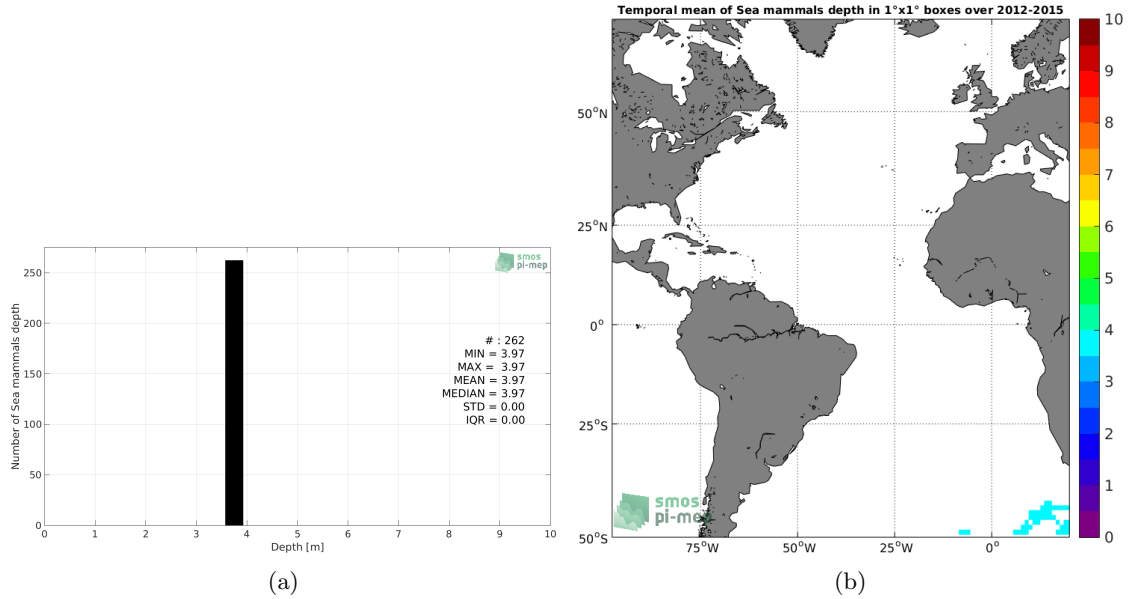 Temporal mean of Sea mammals depth in 1°x1° boxes over 2012-2015
smos
pi-mep
Number of Sea mammals depth
250
200
150
100
50
0
# : 262
MIN = 3.97
MAX = 3.97
MEAN = 3.97
MEDIAN = 3.97
STD = 0.00
IQR = 0.00
0 1 2 3 4 5 6 7 8 9 10
Depth [m]
(a)
50°N
25°N
0°
25°S
50°S
75°W 50°W 25°W 0°
smos
pi-mep
10
9
8
7
6
5
4
3
2
1
0
(b)